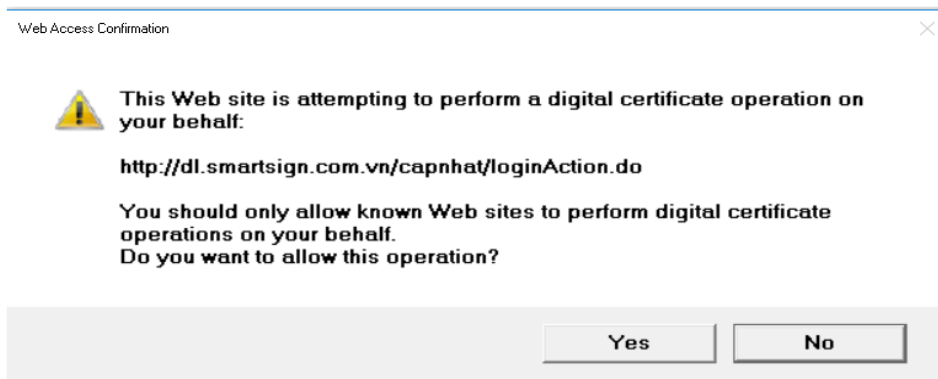 Web Access Confirmation
This Web site is attempting to perform a digital certificate operation on
your behalf:
http://dl.smartsign.com.vn/capnhat/loginAction.do
You should only allow known Web sites to perform digital certificate
operations on your behalf.
Do you want to allow this operation?
Yes
No